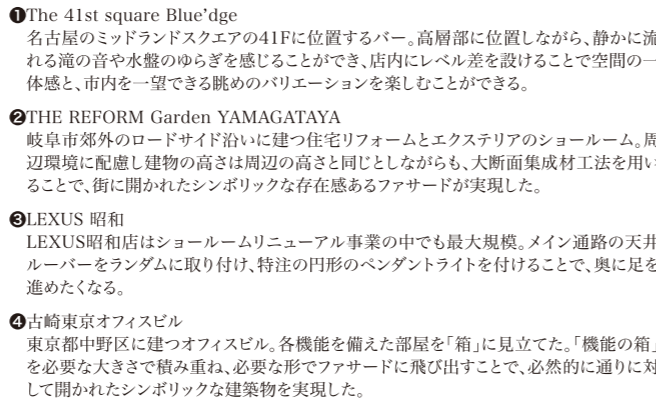 ❶The 41st square Blue’dge
名古屋のミッドランドスクエアの41Fに位置するバー。高層部に位置しながら、静かに流
れる滝の音や水盤のゆらぎを感じることができ、店内にレベル差を設けることで空間の一
体感と、市内を一望できる眺めのバリエーションを楽しむことができる。
❷THE REFORM Garden YAMAGATAYA
岐阜市郊外のロードサイド沿いに建つ住宅リフォームとエクステリアのショールーム。周
辺環境に配慮し建物の高さは周辺の高さと同じとしながらも、大断面集成材工法を用い
ることで、街に開かれたシンボリックな存在感あるファサードが実現した。
❸LEXUS 昭和
LEXUS昭和店はショールームリニューアル事業の中でも最大規模。メイン通路の天井
ルーバーをランダムに取り付け、特注の円形のペンダントライトを付けることで、奥に足を
進めたくなる。
❹古崎東京オフィスビル
東京都中野区に建つオフィスビル。各機能を備えた部屋を「箱」に見立てた。「機能の箱」
を必要な大きさで積み重ね、必要な形でファサードに飛び出すことで、必然的に通りに対
して開かれたシンボリックな建築物を実現した。